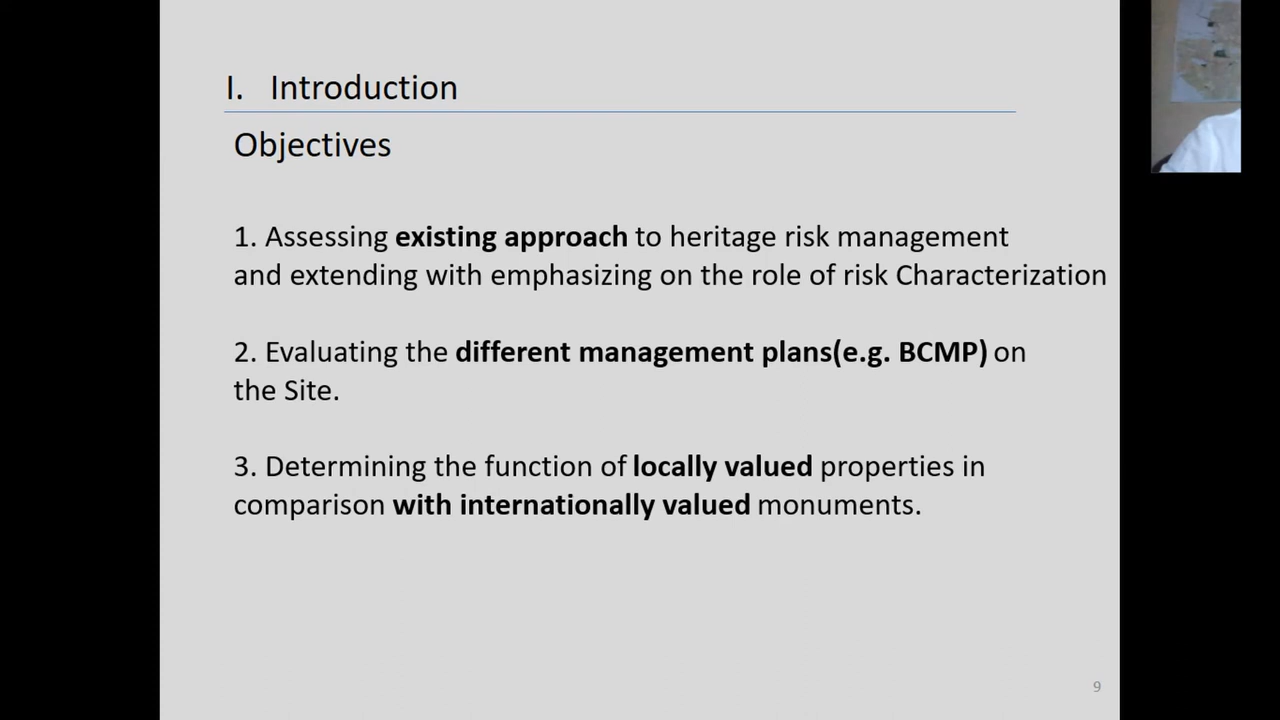 I. Introduction
Objectives
1. Assessing existing approach to heritage risk management
and extending with emphasizing on the role of risk Characterization
2. Evaluating the different management plans(e.g. BCMP) on
the Site.
3. Determining the function of locally valued properties in
comparison with internationally valued monuments.
9